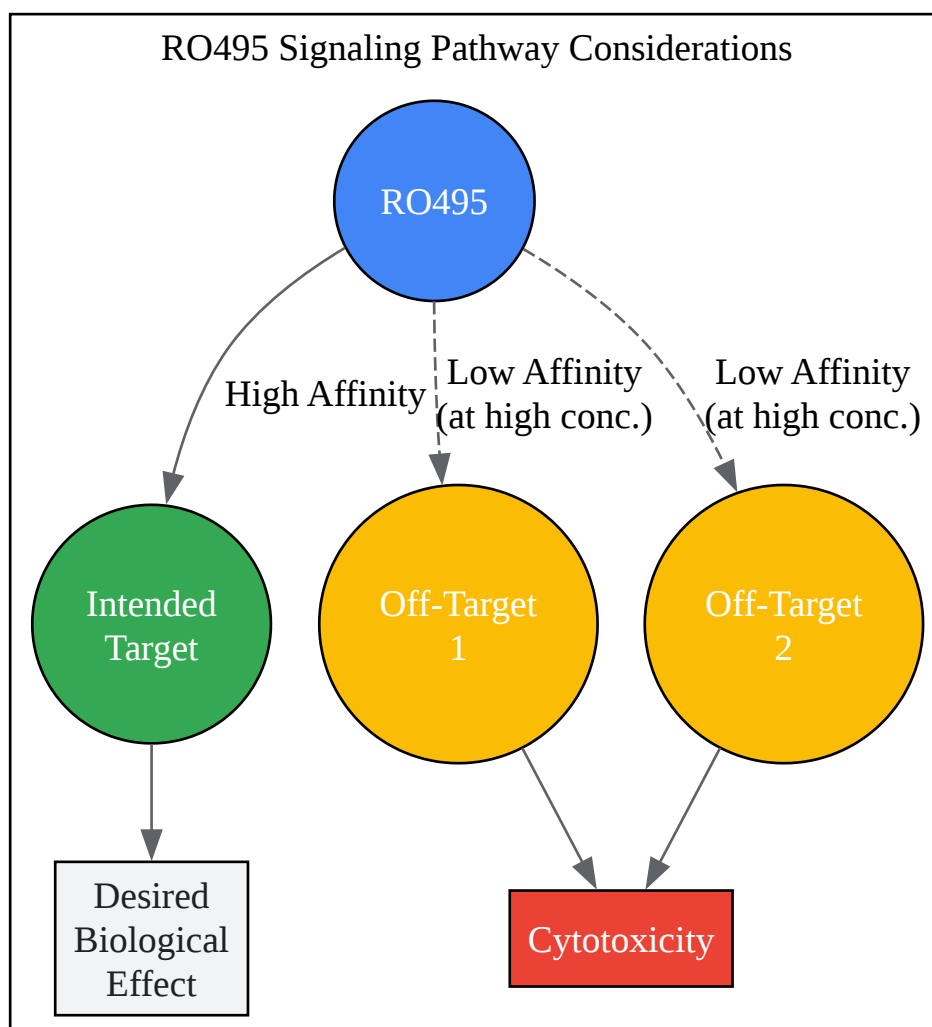 RO495 Signaling Pathway Considerations
RO495
High Affinity
Low Affinity
(at high conc.)
Low Affinity
(at high conc.)
Intended
Target
Off-Target
1
Off-Target
2
Desired
Biological
Effect
Cytotoxicity